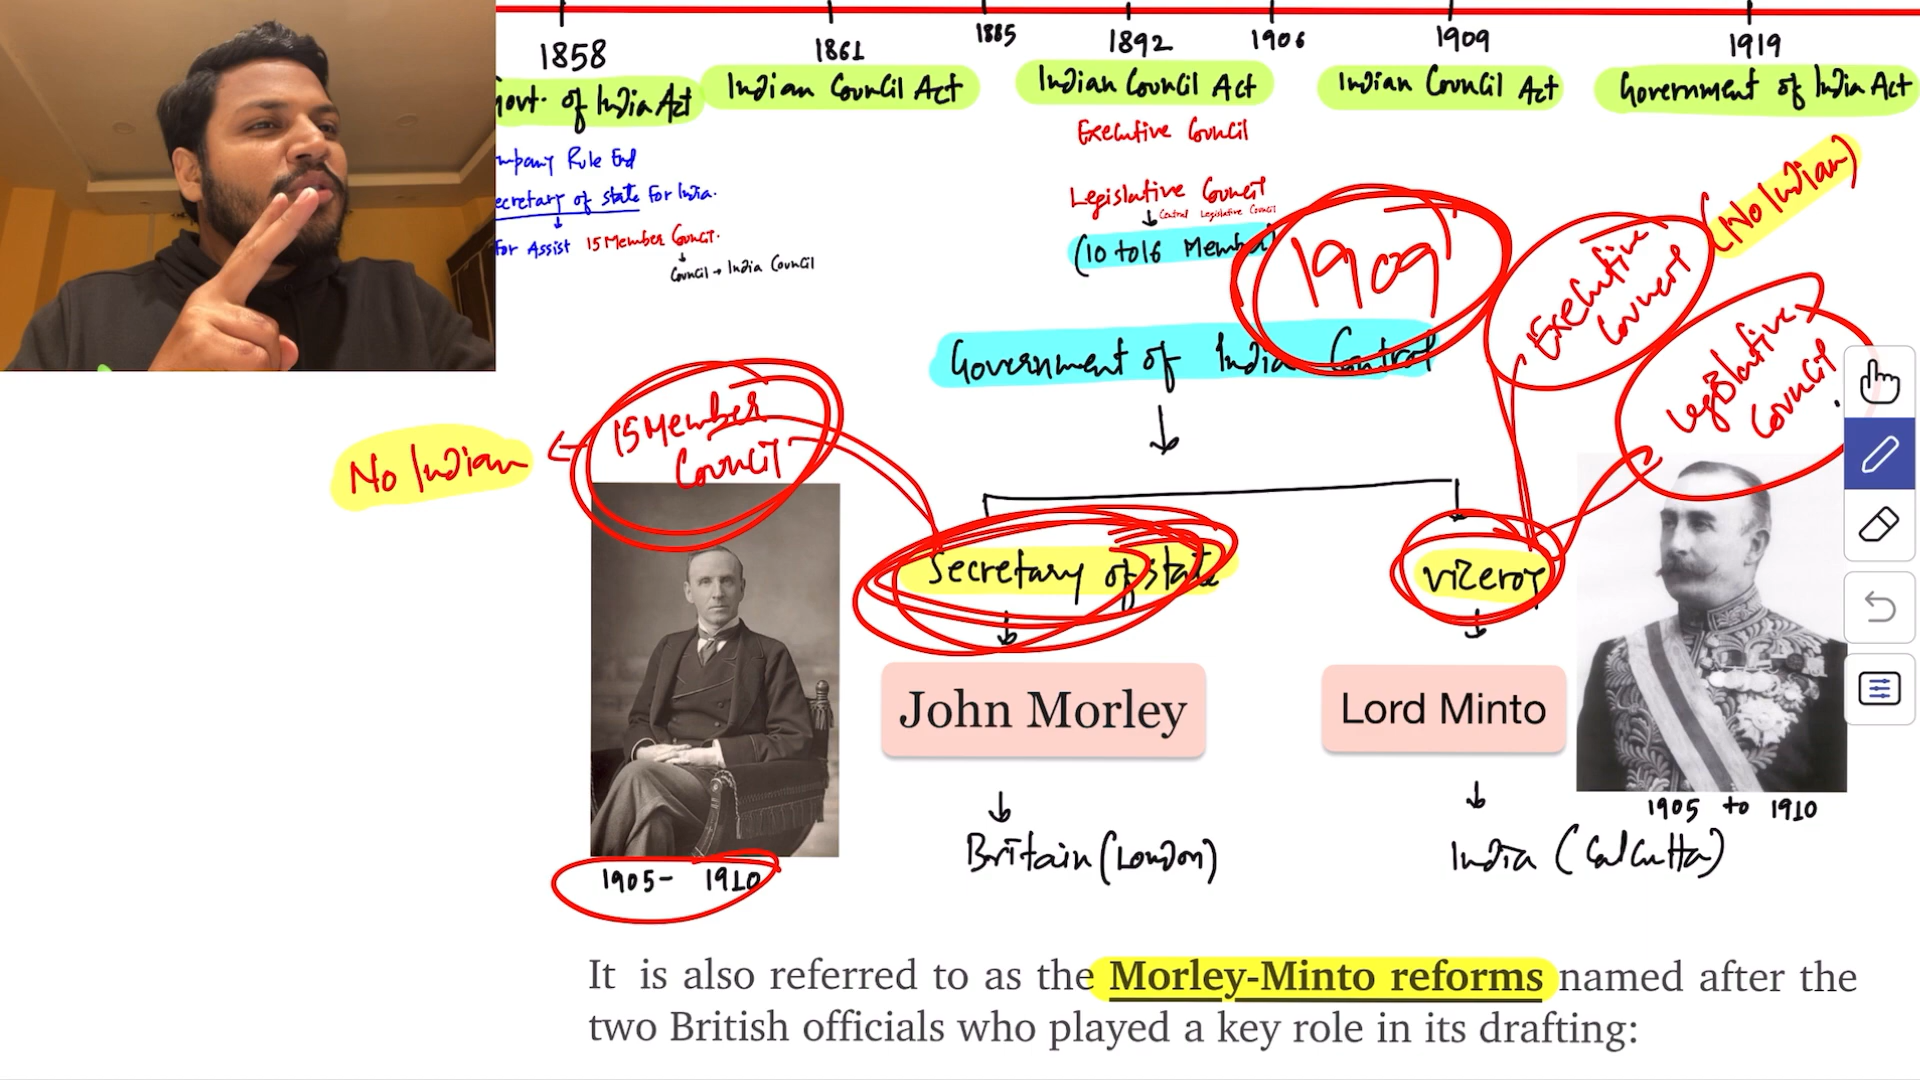 1858
1861
1885
1892
1906
1909
1919
Govt. of India Act
Indian Council Act
Indian Council Act
Indian Council Act
Government of India Act
mpany Rule End
ecretary of state For India.
For Assist 15 Member Council.
Council → India Council
Executive Council
Legislative Council
Central Legislative Council
(10 to 16 Member
1909
Executive Council
(No Indian)
Legislative Council
Government of India Control
15 Member
Council
No Indian
Secretary of state
viceroy
John Morley
Lord Minto
1905 - 1910
Britain (London)
1905 to 1910
India (Calcutta)
It is also referred to as the Morley-Minto reforms named after the
two British officials who played a key role in its drafting: